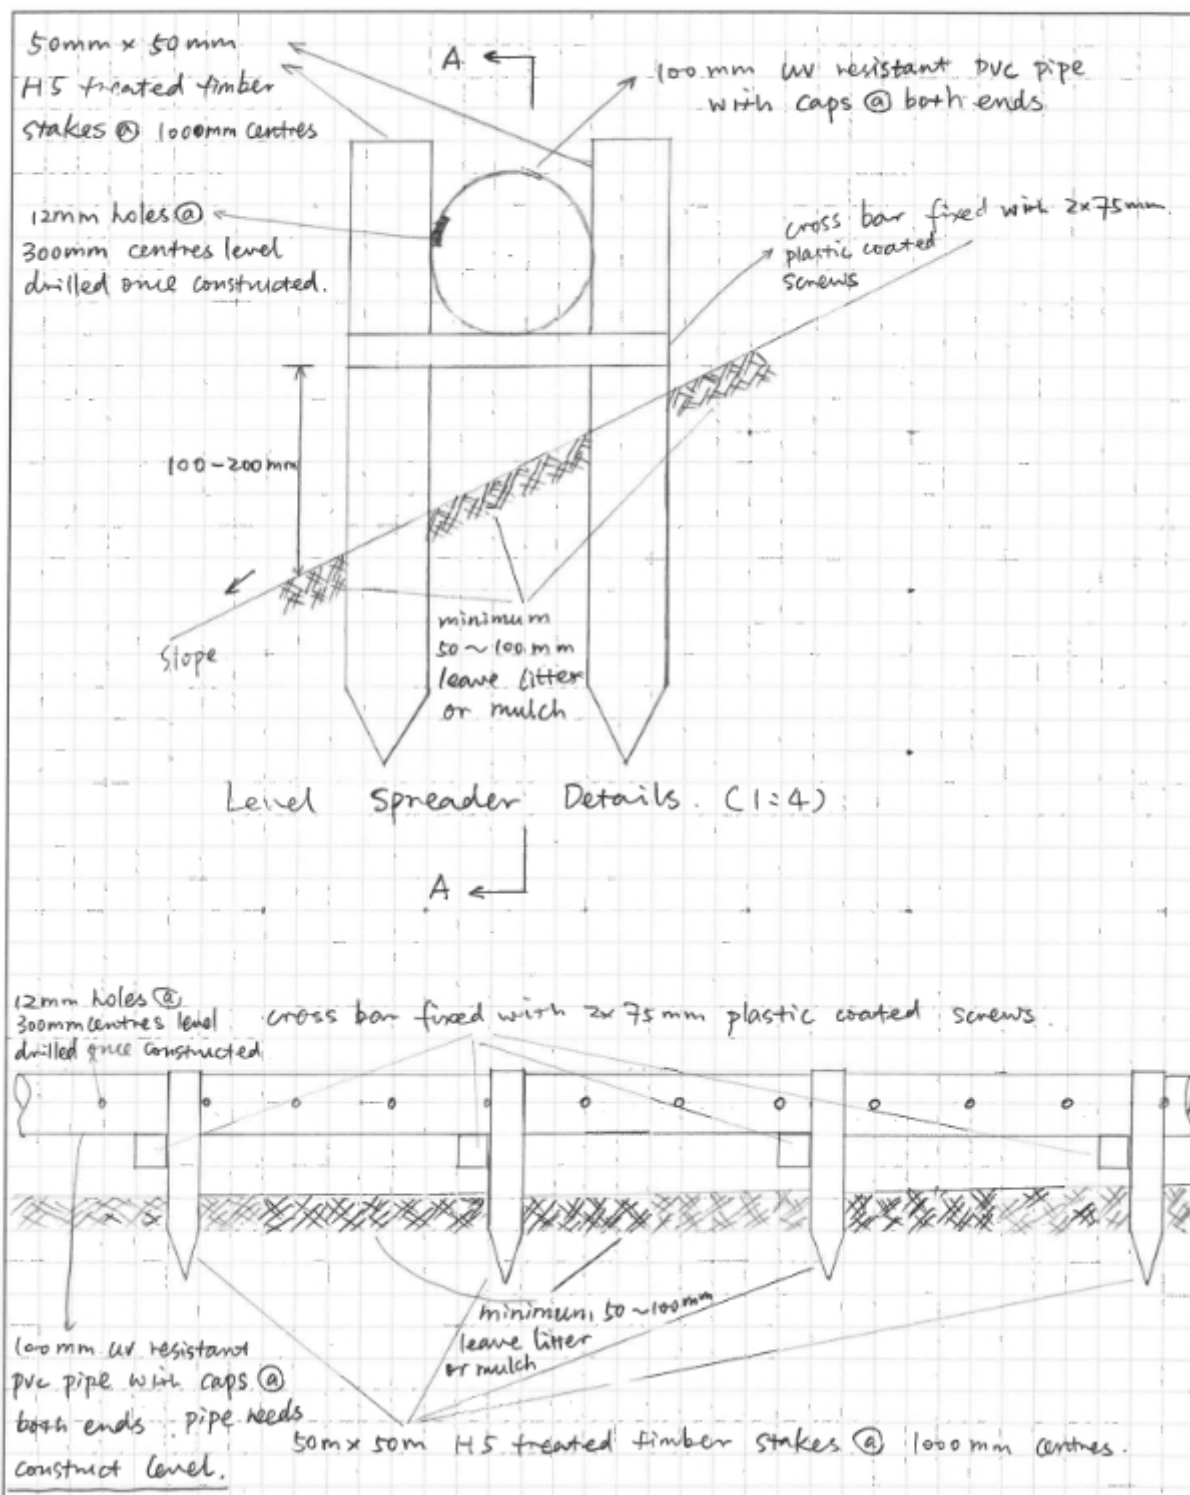 50mm x 50mm
H5 treated timber
stakes @ 1000mm centres
A
100mm uv resistant pvc pipe
with caps @ both ends
12mm holes @
300mm centres level
drilled once constructed.
cross bar fixed with 2x75mm
plastic coated
screws
100-200mm
Slope
minimum
50~100mm
leave litter
or mulch
Level Spreader Details. (1:4)
A
12mm holes @
300mm centres level
drilled once constructed
cross bar fixed with 2x75mm plastic coated screws.
minimum, 50~100mm
leave litter
or mulch
100mm uv resistant
pvc pipe with caps @
both ends. pipe needs
construct level.
50m x 50m H5 treated timber stakes @ 1000mm centres.